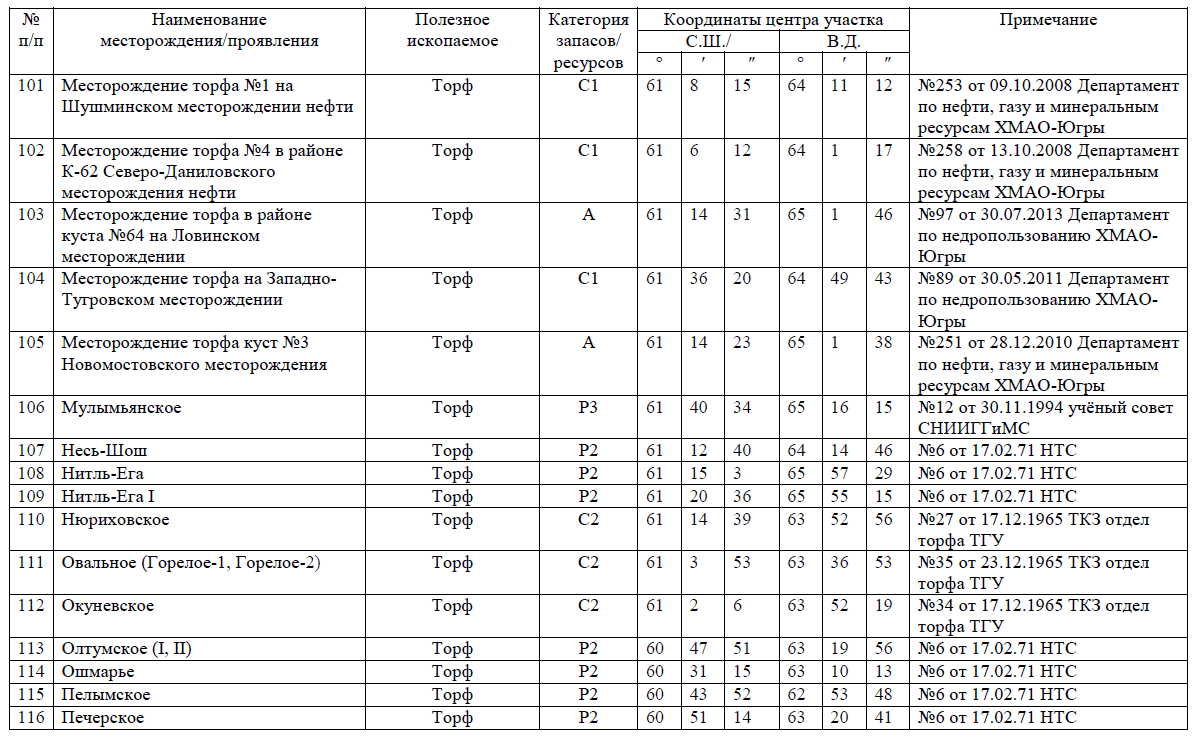 № Наименование Полезное Категория Координаты центра участка Примечание
п/п месторождения/проявления ископаемое запасов/ С.Ш./ В.Д.
ресурсов ° ′ ″ ° ′ ″
101 Месторождение торфа №1 на Торф С1 61 8 15 64 11 12 №253 от 09.10.2008 Департамент
Шушминском месторождении нефти по нефти, газу и минеральным
ресурсам ХМАО-Югры
102 Месторождение торфа №4 в районе Торф С1 61 6 12 64 1 17 №258 от 13.10.2008 Департамент
К-62 Северо-Даниловского по нефти, газу и минеральным
месторождения нефти ресурсам ХМАО-Югры
103 Месторождение торфа в районе Торф А 61 14 31 65 1 46 №97 от 30.07.2013 Департамент
куста №64 на Ловинском по недропользованию ХМАО-
месторождении Югры
104 Месторождение торфа на Западно- Торф С1 61 36 20 64 49 43 №89 от 30.05.2011 Департамент
Тугровском месторождении по недропользованию ХМАО-
Югры
105 Месторождение торфа куст №3 Торф А 61 14 23 65 1 38 №251 от 28.12.2010 Департамент
Новомостовского месторождения по нефти, газу и минеральным
ресурсам ХМАО-Югры
106 Мулымьянское Торф Р3 61 40 34 65 16 15 №12 от 30.11.1994 учёный совет
СНИИГГиМС
107 Несь-Шош Торф Р2 61 12 40 64 14 46 №6 от 17.02.71 НТС
108 Нитль-Ега Торф Р2 61 15 3 65 57 29 №6 от 17.02.71 НТС
109 Нитль-Ега I Торф Р2 61 20 36 65 55 15 №6 от 17.02.71 НТС
110 Нюриховское Торф С2 61 14 39 63 52 56 №27 от 17.12.1965 ТКЗ отдел
торфа ТГУ
111 Овальное (Горелое-1, Горелое-2) Торф С2 61 3 53 63 36 53 №35 от 23.12.1965 ТКЗ отдел
торфа ТГУ
112 Окуневское Торф С2 61 2 6 63 52 19 №34 от 17.12.1965 ТКЗ отдел
торфа ТГУ
113 Олтумское (I, II) Торф Р2 60 47 51 63 19 56 №6 от 17.02.71 НТС
114 Ошмарье Торф Р2 60 31 15 63 10 13 №6 от 17.02.71 НТС
115 Пелымское Торф Р2 60 43 52 62 53 48 №6 от 17.02.71 НТС
116 Печерское Торф Р2 60 51 14 63 20 41 №6 от 17.02.71 НТС